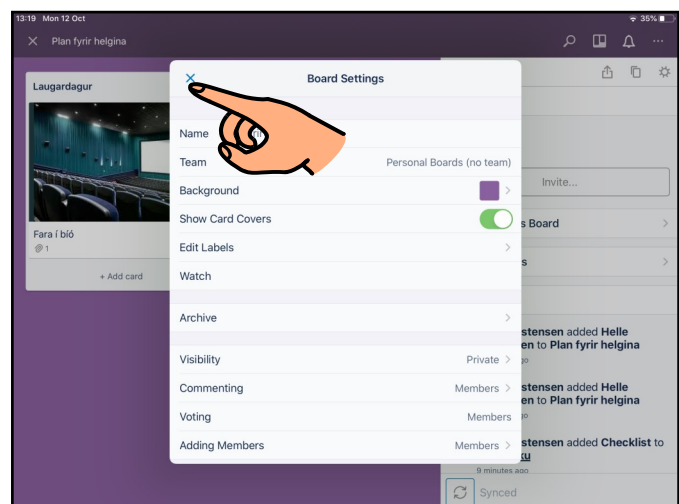 13:19 Mon 12 Oct
35%
Plan fyrir helgina
Laugardagur
Fara í bíó
1
+ Add card
Board Settings
Name
Team Personal Boards (no team)
Background
Show Card Covers
Edit Labels
Watch
Archive
Visibility Private
Commenting Members
Voting Members
Adding Members Members
Invite...
s Board
s
stensen added Helle
en to Plan fyrir helgina
go
stensen added Helle
en to Plan fyrir helgina
go
stensen added Checklist to
ku
9 minutes ago
Synced